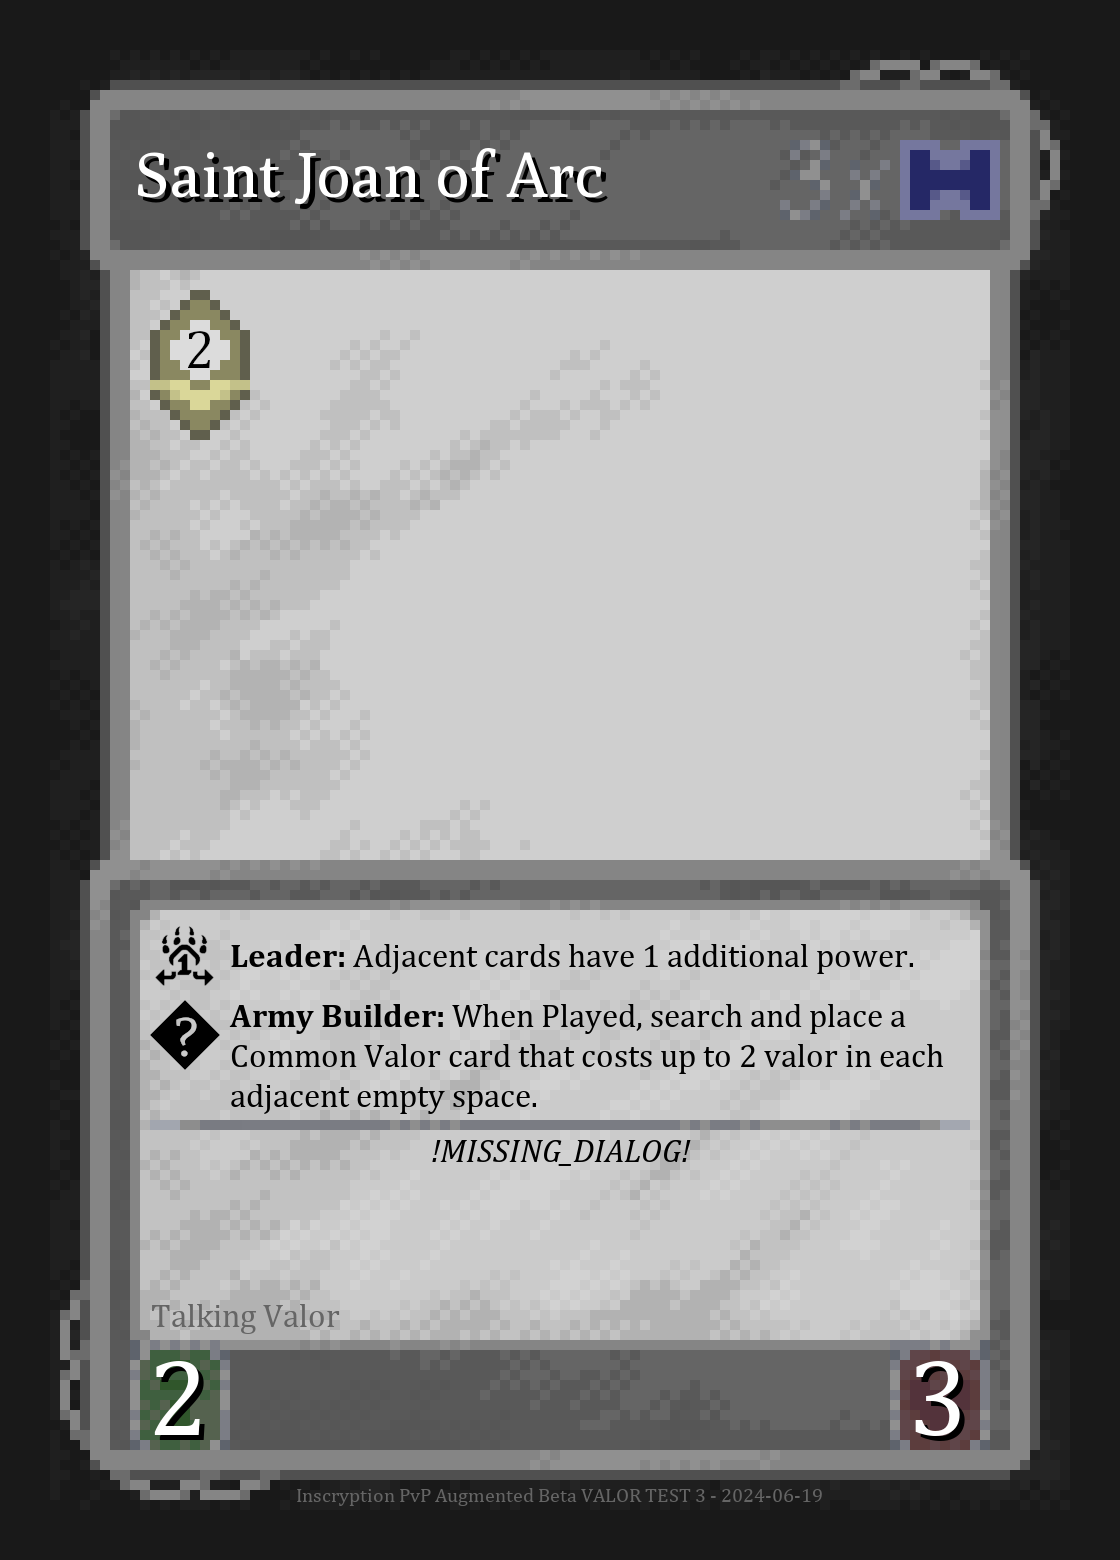 Saint Joan of Arc 3x
2
1
Leader: Adjacent cards have 1 additional power.
?
Army Builder: When Played, search and place a
Common Valor card that costs up to 2 valor in each
adjacent empty space.
!MISSING_DIALOG!
Talking Valor
2 3
Inscryption PvP Augmented Beta VALOR TEST 3 - 2024-06-19